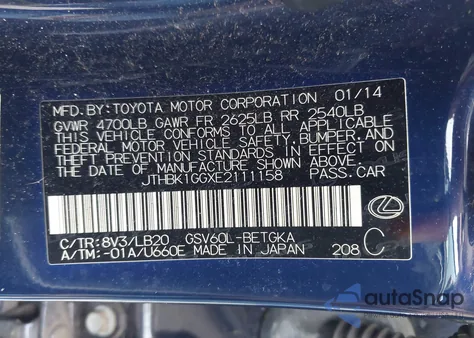 MFD. BY: TOYOTA MOTOR CORPORATION 01/14
GVWR 4700LB GAWR FR 2625LB RR 2540LB
THIS VEHICLE CONFORMS TO ALL APPLICABLE
FEDERAL MOTOR VEHICLE SAFETY, BUMPER, AND
THEFT PREVENTION STANDARDS IN EFFECT ON
THE DATE OF MANUFACTURE SHOWN ABOVE.
JTHBK1GGXE2111158 PASS. CAR
C/TR: 8V3/LB20 GSV60L-BETGKA
A/TM: -01A/U660E MADE IN JAPAN 208 C
autoSnap